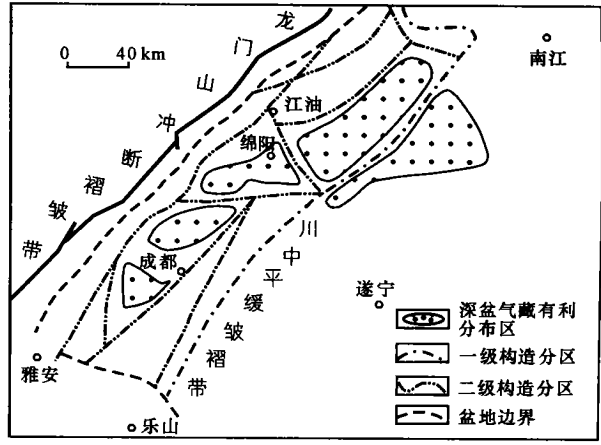 0 40 km
龙门山冲断褶皱带
南江
江油
绵阳
川中平缓褶皱带
成都
遂宁
雅安
乐山
深盆气藏有利
分布区
一级构造分区
二级构造分区
盆地边界